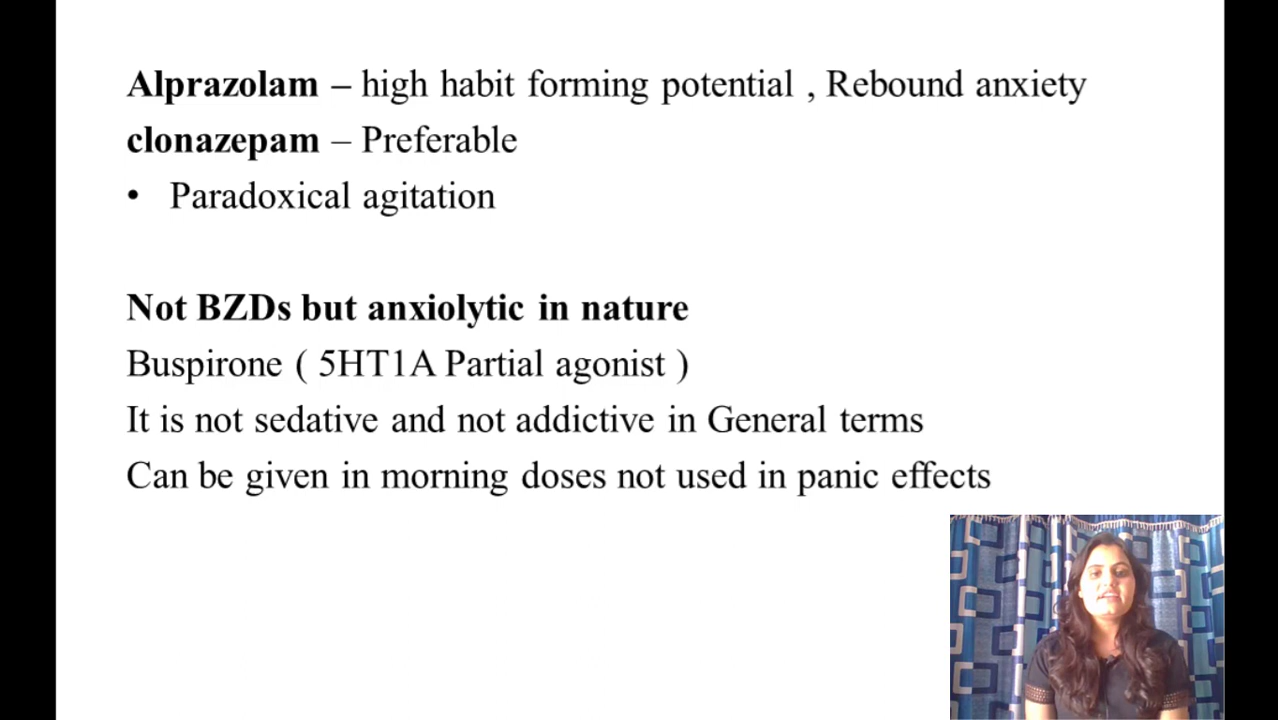 Alprazolam – high habit forming potential , Rebound anxiety
clonazepam – Preferable
• Paradoxical agitation
Not BZDs but anxiolytic in nature
Buspirone ( 5HT1A Partial agonist )
It is not sedative and not addictive in General terms
Can be given in morning doses not used in panic effects